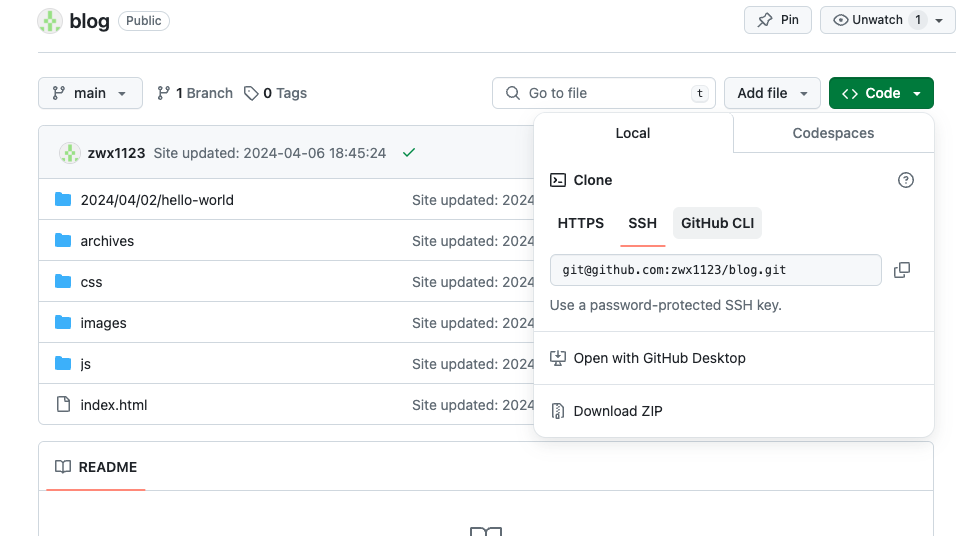 blog Public Pin Unwatch 1
main 1 Branch 0 Tags Go to file t Add file Code
Local Codespaces
zwx1123 Site updated: 2024-04-06 18:45:24
Clone
2024/04/02/hello-world Site updated: 2024
HTTPS SSH GitHub CLI
archives Site updated: 2024
git@github.com:zwx1123/blog.git
css Site updated: 2024
Use a password-protected SSH key.
images Site updated: 2024
Open with GitHub Desktop
js Site updated: 2024
index.html Site updated: 2024
Download ZIP
README